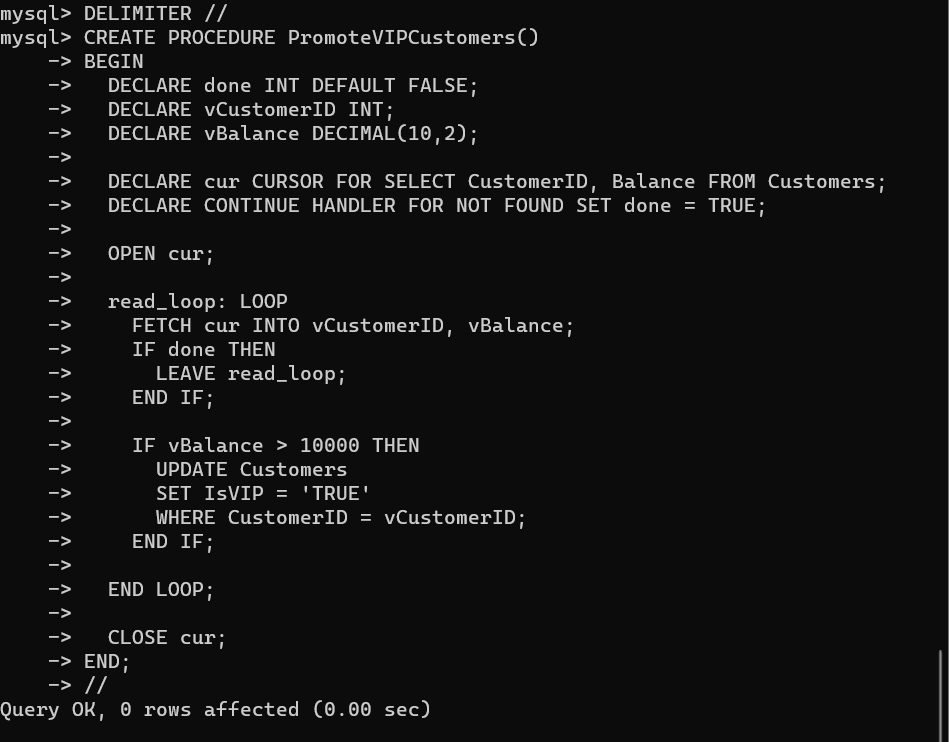 mysql> DELIMITER //
mysql> CREATE PROCEDURE PromoteVIPCustomers()
    -> BEGIN
    ->   DECLARE done INT DEFAULT FALSE;
    ->   DECLARE vCustomerID INT;
    ->   DECLARE vBalance DECIMAL(10,2);
    ->
    ->   DECLARE cur CURSOR FOR SELECT CustomerID, Balance FROM Customers;
    ->   DECLARE CONTINUE HANDLER FOR NOT FOUND SET done = TRUE;
    ->
    ->   OPEN cur;
    ->
    ->   read_loop: LOOP
    ->     FETCH cur INTO vCustomerID, vBalance;
    ->     IF done THEN
    ->       LEAVE read_loop;
    ->     END IF;
    ->
    ->     IF vBalance > 10000 THEN
    ->       UPDATE Customers
    ->       SET IsVIP = 'TRUE'
    ->       WHERE CustomerID = vCustomerID;
    ->     END IF;
    ->
    ->   END LOOP;
    ->
    ->   CLOSE cur;
    -> END;
    -> //
Query OK, 0 rows affected (0.00 sec)